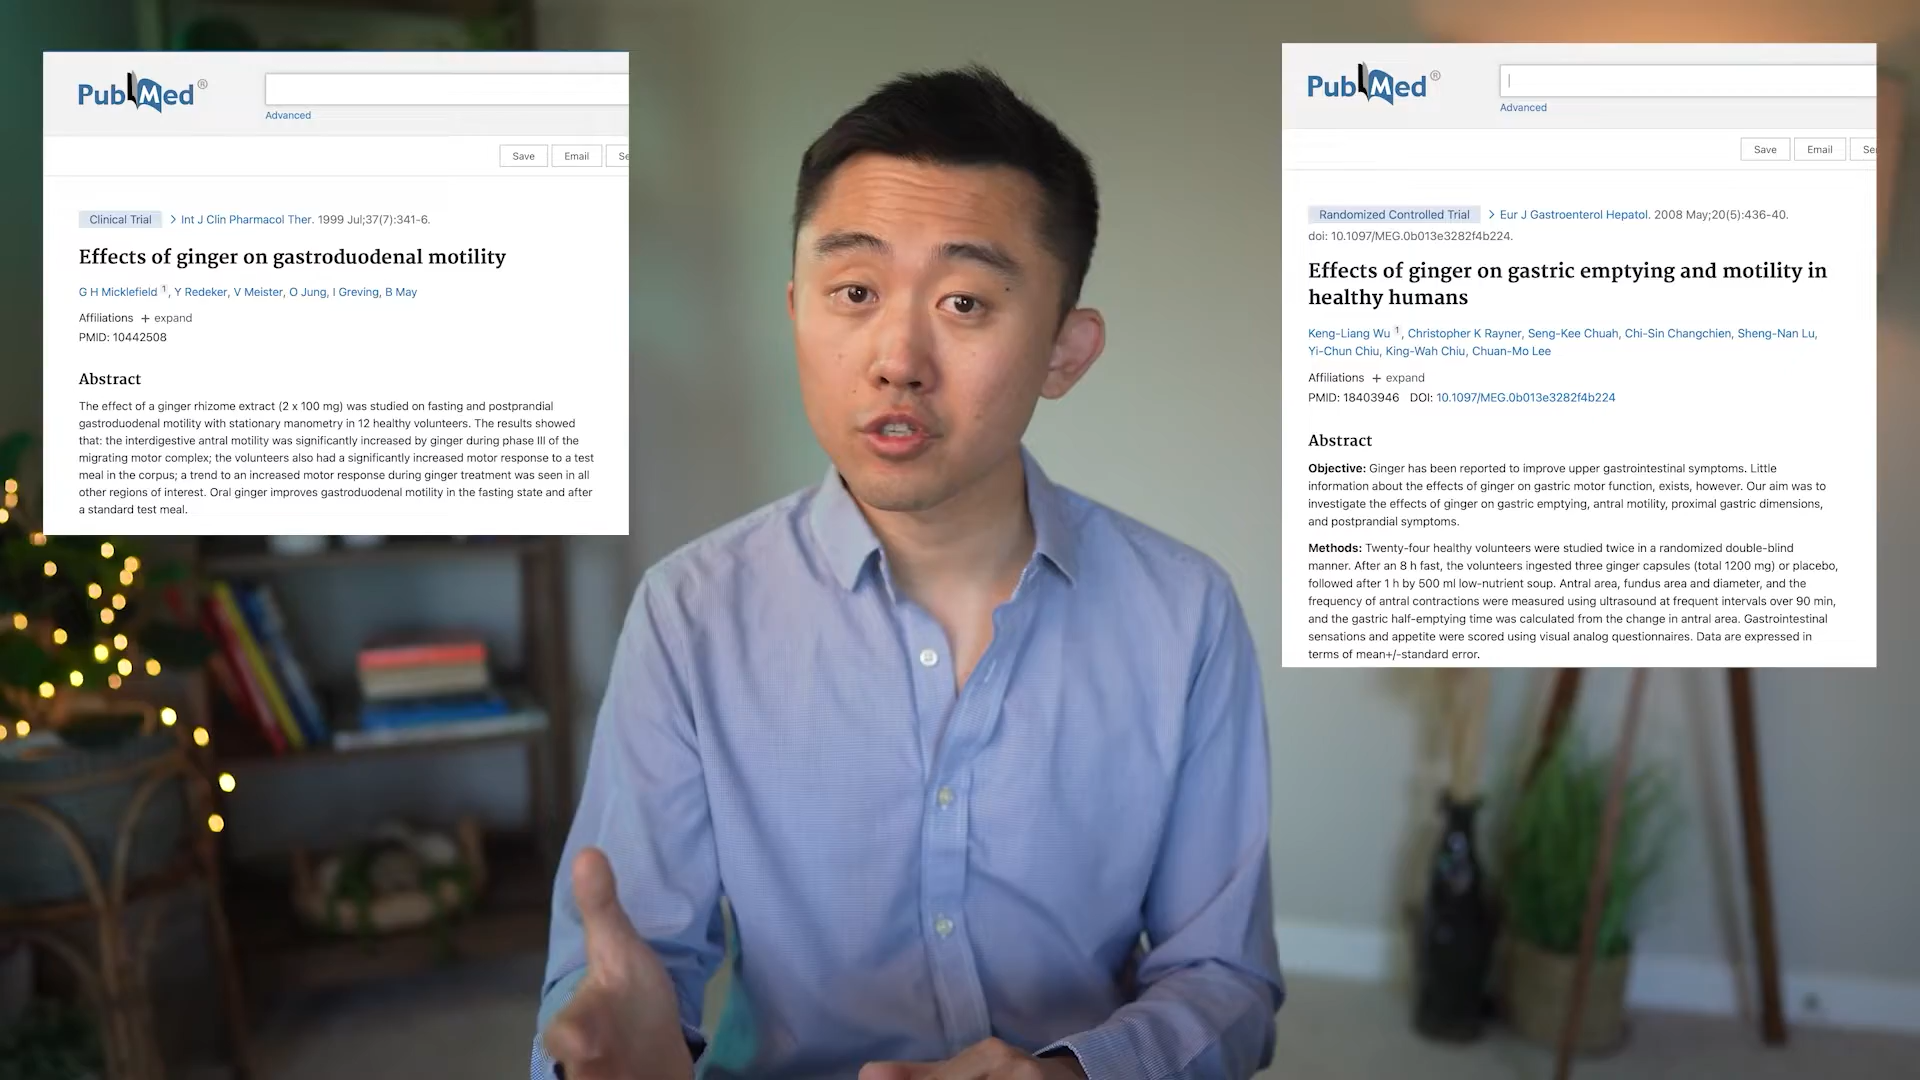 PubMed®
Advanced
Save
Email
Se
Clinical Trial > Int J Clin Pharmacol Ther. 1999 Jul;37(7):341-6.
Effects of ginger on gastroduodenal motility
G H Micklefield 1, Y Redeker, V Meister, O Jung, I Greving, B May
Affiliations + expand
PMID: 10442508
Abstract
The effect of a ginger rhizome extract (2 x 100 mg) was studied on fasting and postprandial
gastroduodenal motility with stationary manometry in 12 healthy volunteers. The results showed
that: the interdigestive antral motility was significantly increased by ginger during phase III of the
migrating motor complex; the volunteers also had a significantly increased motor response to a test
meal in the corpus; a trend to an increased motor response during ginger treatment was seen in all
other regions of interest. Oral ginger improves gastroduodenal motility in the fasting state and after
a standard test meal.
PubMed®
Advanced
Save
Email
Se
Randomized Controlled Trial > Eur J Gastroenterol Hepatol. 2008 May;20(5):436-40.
doi: 10.1097/MEG.0b013e3282f4b224.
Effects of ginger on gastric emptying and motility in
healthy humans
Keng-Liang Wu 1, Christopher K Rayner, Seng-Kee Chuah, Chi-Sin Changchien, Sheng-Nan Lu,
Yi-Chun Chiu, King-Wah Chiu, Chuan-Mo Lee
Affiliations + expand
PMID: 18403946 DOI: 10.1097/MEG.0b013e3282f4b224
Abstract
Objective: Ginger has been reported to improve upper gastrointestinal symptoms. Little
information about the effects of ginger on gastric motor function, exists, however. Our aim was to
investigate the effects of ginger on gastric emptying, antral motility, proximal gastric dimensions,
and postprandial symptoms.
Methods: Twenty-four healthy volunteers were studied twice in a randomized double-blind
manner. After an 8 h fast, the volunteers ingested three ginger capsules (total 1200 mg) or placebo,
followed after 1 h by 500 ml low-nutrient soup. Antral area, fundus area and diameter, and the
frequency of antral contractions were measured using ultrasound at frequent intervals over 90 min,
and the gastric half-emptying time was calculated from the change in antral area. Gastrointestinal
sensations and appetite were scored using visual analog questionnaires. Data are expressed in
terms of mean+/-standard error.